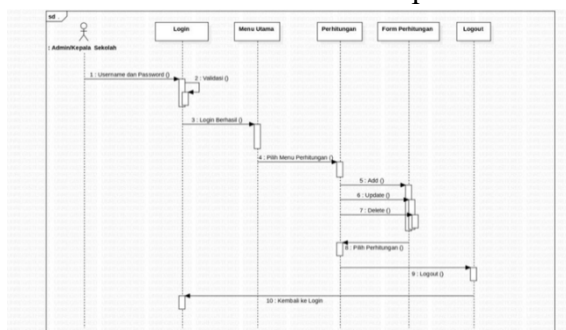 sd .
Login
Menu Utama
Perhitungan
Form Perhitungan
Logout
: Admin/Kepala Sekolah
1 : Username dan Password ()
2 : Validasi ()
3 : Login Berhasil ()
4 : Pilih Menu Perhitungan ()
5 : Add ()
6 : Update ()
7 : Delete ()
8 : Pilih Perhitungan ()
9 : Logout ()
10 : Kembali ke Login